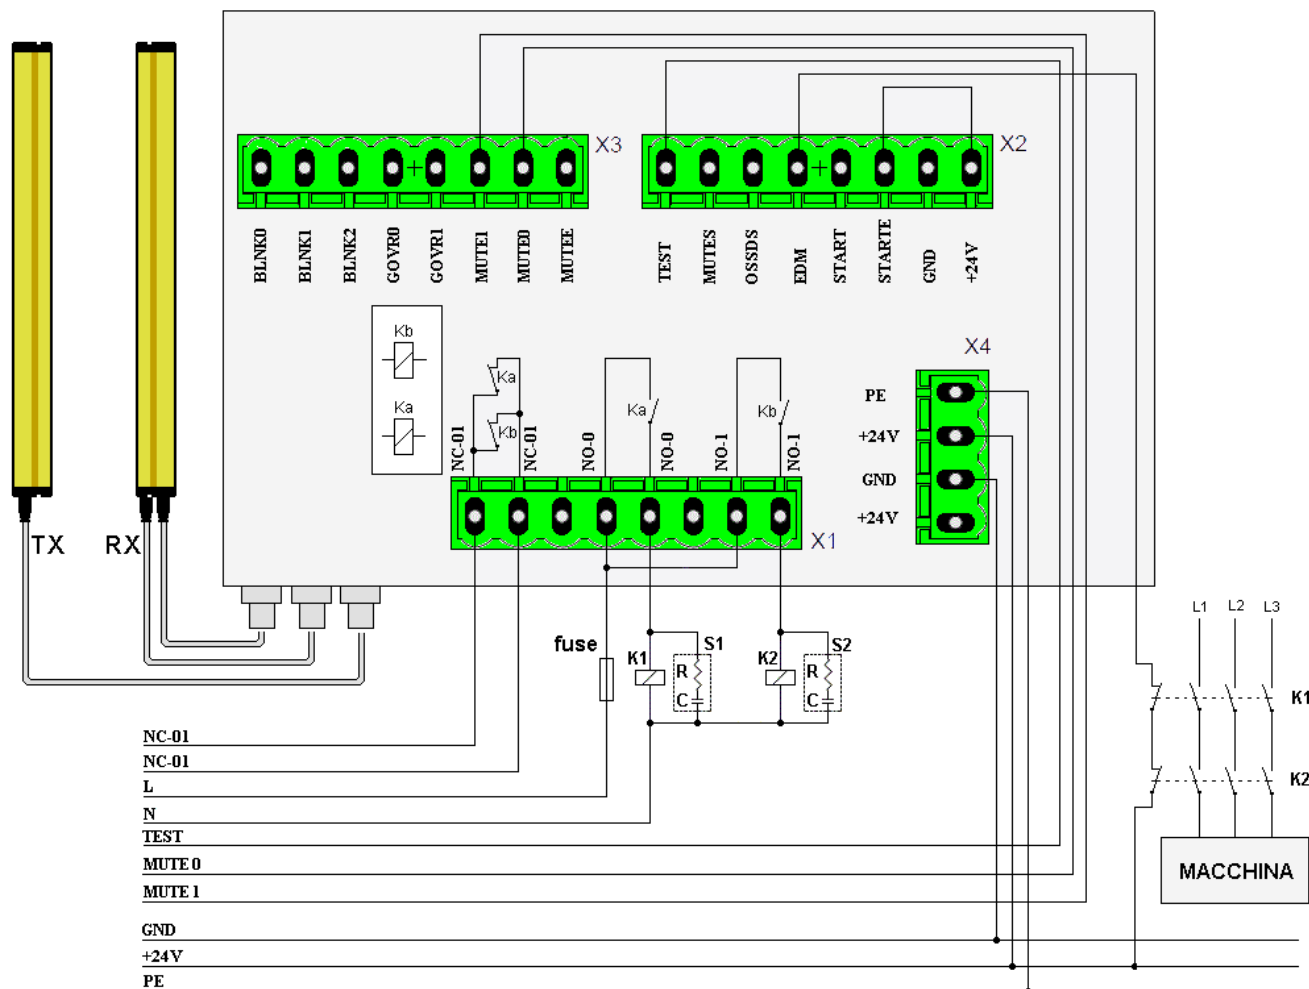 X3
X2
BLNK0
BLNK1
BLNK2
GOVR0
GOVR1
MUTE1
MUTE0
MUTEE
TEST
MUTES
OSSDS
EDM
START
STARTE
GND
+24V
Kb
Ka
Ka
Kb
Ka
Kb
NC-01
NC-01
NO-0
NO-0
NO-1
NO-1
X4
PE
+24V
GND
+24V
X1
TX
RX
fuse
K1
S1
R
C
K2
S2
R
C
L1
L2
L3
K1
K2
MACCHINA
NC-01
NC-01
L
N
TEST
MUTE 0
MUTE 1
GND
+24V
PE